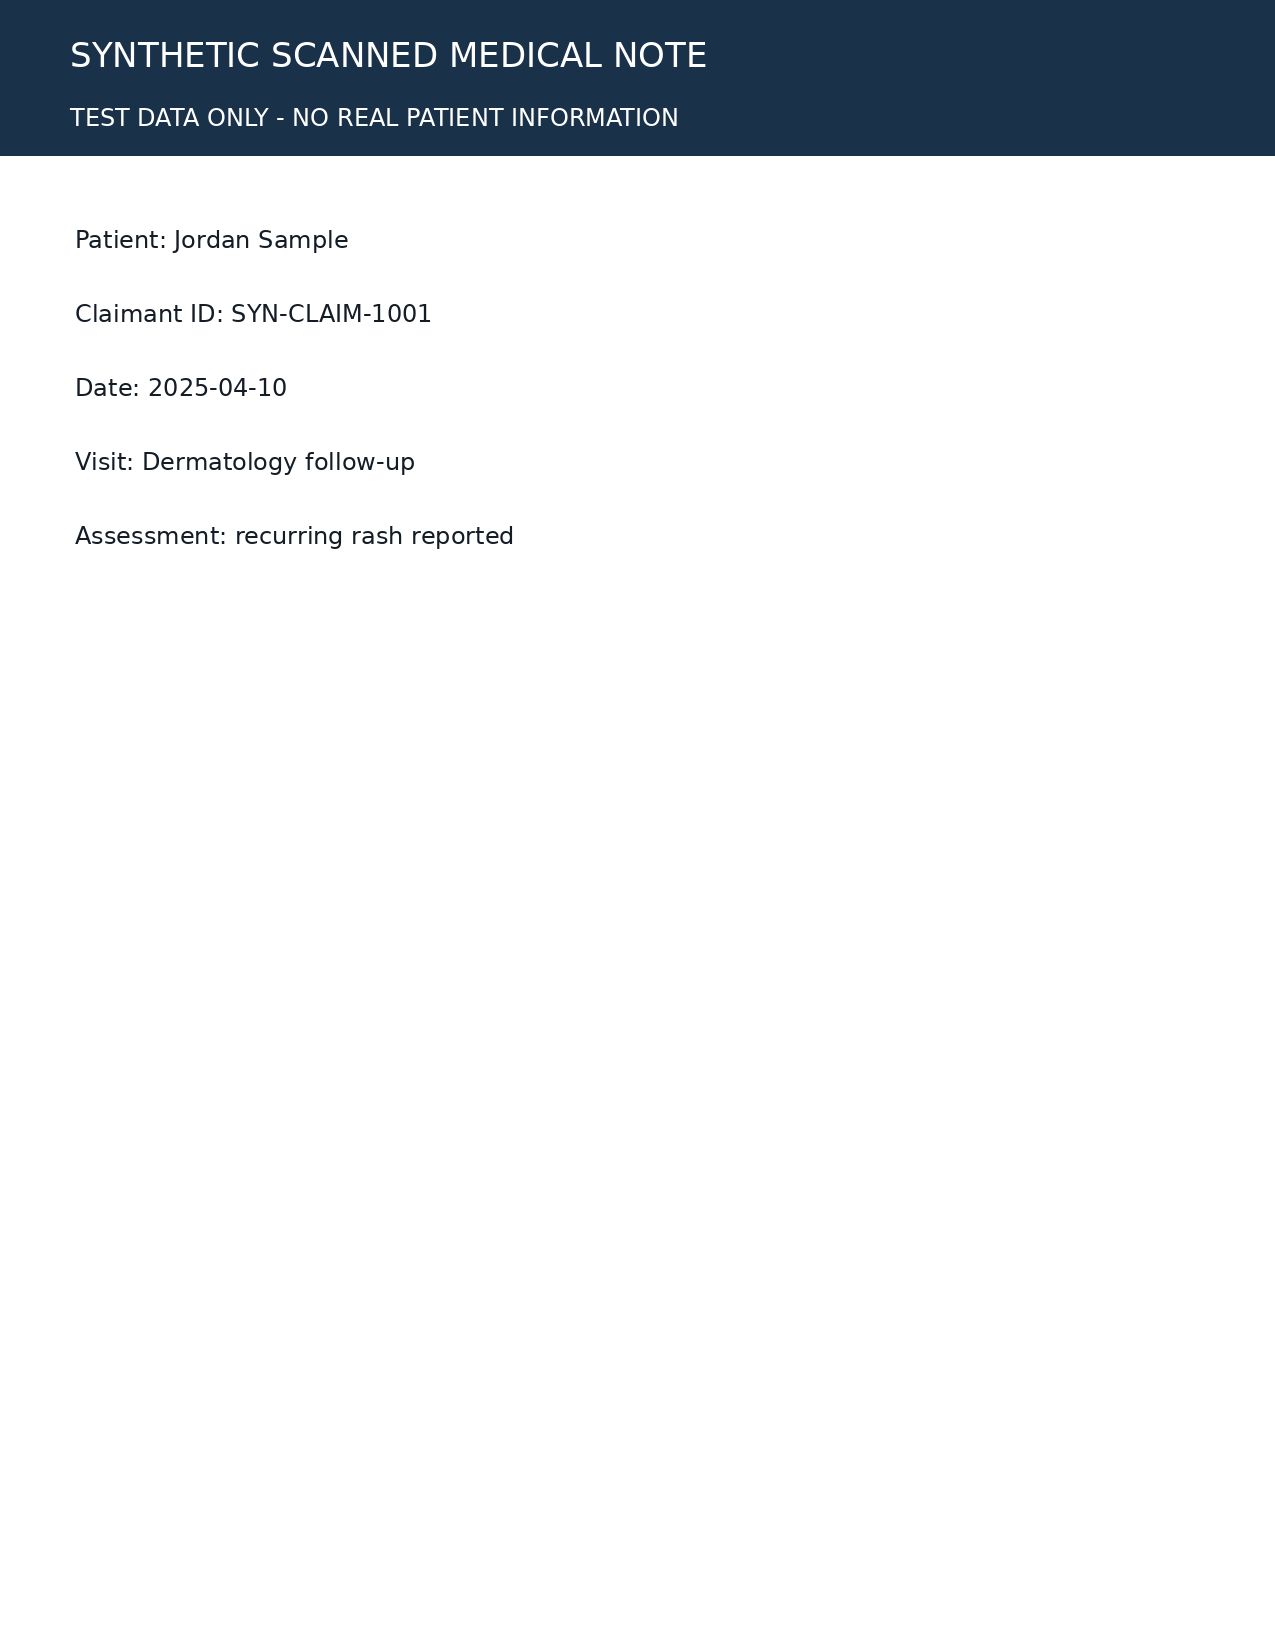 SYNTHETIC SCANNED MEDICAL NOTE
TEST DATA ONLY - NO REAL PATIENT INFORMATION
Patient: Jordan Sample
Claimant ID: SYN-CLAIM-1001
Date: 2025-04-10
Visit: Dermatology follow-up
Assessment: recurring rash reported